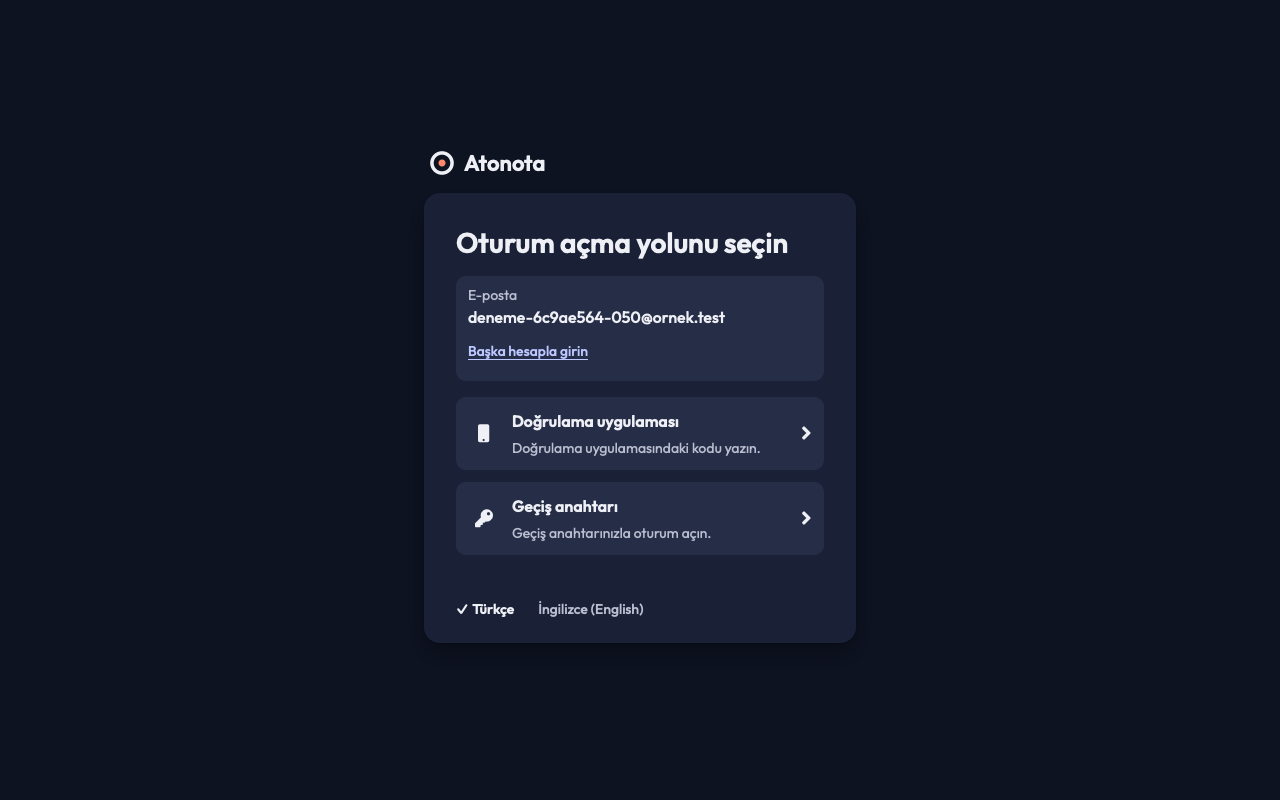 Atonota
Oturum açma yolunu seçin
E-posta
deneme-6c9ae564-050@ornek.test
Başka hesapla girin
Doğrulama uygulaması
Doğrulama uygulamasındaki kodu yazın.
Geçiş anahtarı
Geçiş anahtarınızla oturum açın.
Türkçe İngilizce (English)